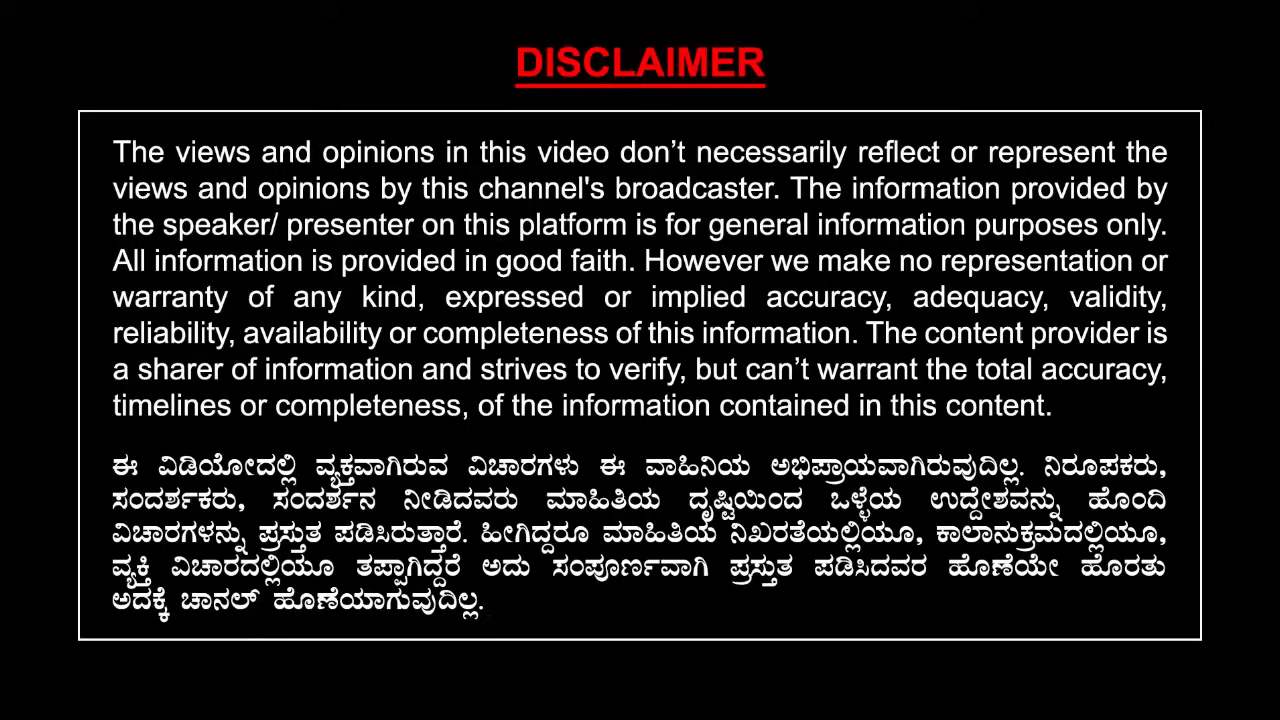 DISCLAIMER
The views and opinions in this video don’t necessarily reflect or represent the
views and opinions by this channel's broadcaster. The information provided by
the speaker/ presenter on this platform is for general information purposes only.
All information is provided in good faith. However we make no representation or
warranty of any kind, expressed or implied accuracy, adequacy, validity,
reliability, availability or completeness of this information. The content provider is
a sharer of information and strives to verify, but can’t warrant the total accuracy,
timelines or completeness, of the information contained in this content.
ಈ ವಿಡಿಯೋದಲ್ಲಿ ವ್ಯಕ್ತವಾಗಿರುವ ವಿಚಾರಗಳು ಈ ವಾಹಿನಿಯ ಅಭಿಪ್ರಾಯವಾಗಿರುವುದಿಲ್ಲ. ನಿರೂಪಕರು,
ಸಂದರ್ಶಕರು, ಸಂದರ್ಶನ ನೀಡಿದವರು ಮಾಹಿತಿಯ ದೃಷ್ಟಿಯಿಂದ ಒಳ್ಳೆಯ ಉದ್ದೇಶವನ್ನು ಹೊಂದಿ
ವಿಚಾರಗಳನ್ನು ಪ್ರಸ್ತುತ ಪಡಿಸಿರುತ್ತಾರೆ. ಹೀಗಿದ್ದರೂ ಮಾಹಿತಿಯ ನಿಖರತೆಯಲ್ಲಿಯೂ, ಕಾಲಾನುಕ್ರಮದಲ್ಲಿಯೂ,
ವ್ಯಕ್ತಿ ವಿಚಾರದಲ್ಲಿಯೂ ತಪ್ಪಾಗಿದ್ದರೆ ಅದು ಸಂಪೂರ್ಣವಾಗಿ ಪ್ರಸ್ತುತ ಪಡಿಸಿದವರ ಹೊಣೆಯೇ ಹೊರತು
ಅದಕ್ಕೆ ಚಾನಲ್ ಹೊಣೆಯಾಗುವುದಿಲ್ಲ.